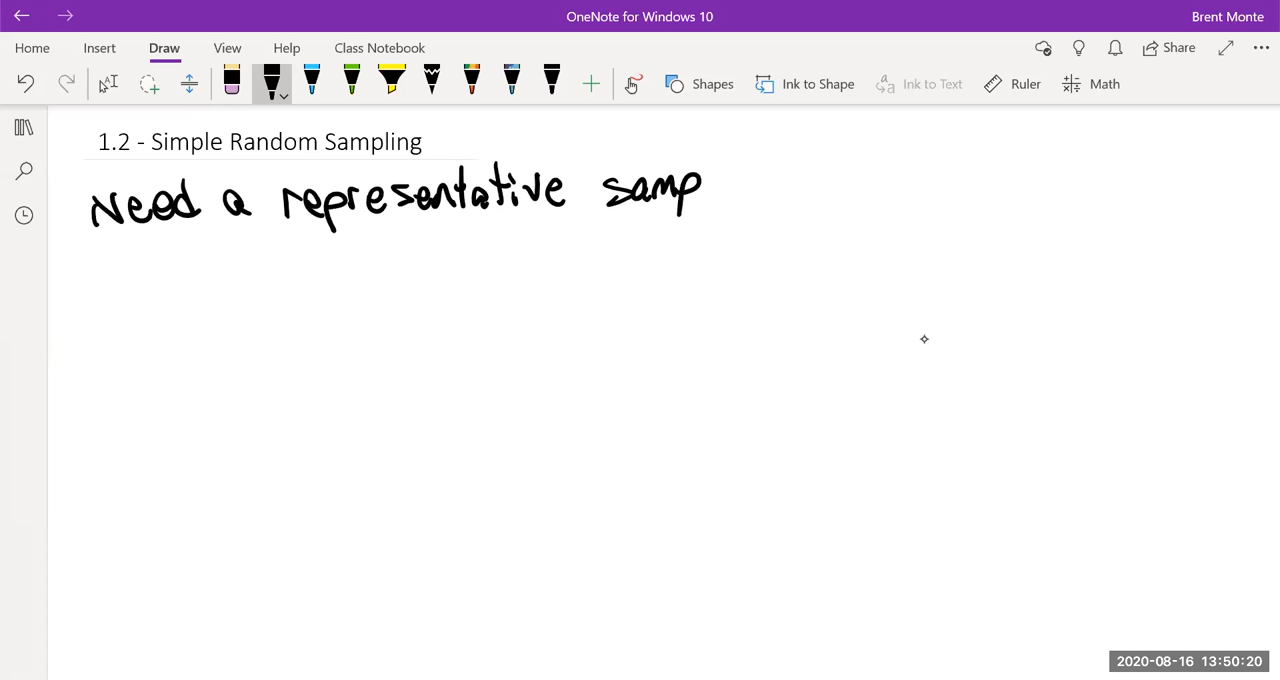 OneNote for Windows 10
Brent Monte
Home Insert Draw View Help Class Notebook
Share
Shapes Ink to Shape Ink to Text Ruler Math
1.2 - Simple Random Sampling
Need a representative samp
2020-08-16 13:50:20